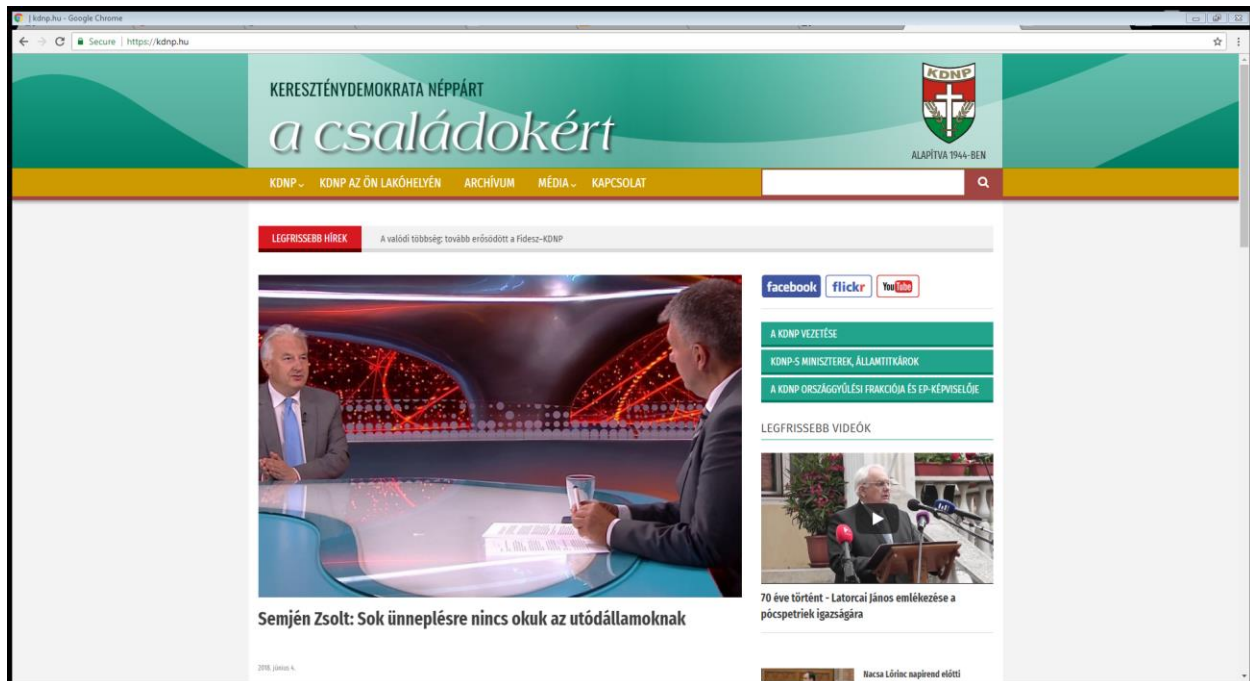 | kdnp.hu - Google Chrome
Secure | https://kdnp.hu
KERESZTÉNYDEMOKRATA NÉPPÁRT
a családokért
KDNP
ALAPÍTVA 1944-BEN
KDNP KDNP AZ ÖN LAKÓHELYÉN ARCHÍVUM MÉDIA KAPCSOLAT
LEGFRISSEBB HÍREK A valódi többség: tovább erősödött a Fidesz-KDNP
facebook flickr YouTube
A KDNP VEZETÉSE
KDNP-S MINISZTEREK, ÁLLAMTITKÁROK
A KDNP ORSZÁGGYŰLÉSI FRAKCIÓJA ÉS EP-KÉPVISELŐJE
LEGFRISSEBB VIDEÓK
70 éve történt - Latorcai János emlékezése a
pócspetriek igazságára
Semjén Zsolt: Sok ünneplésre nincs okuk az utódállamoknak
2018. június 4.
Nacsa Lőrinc napirend előtti